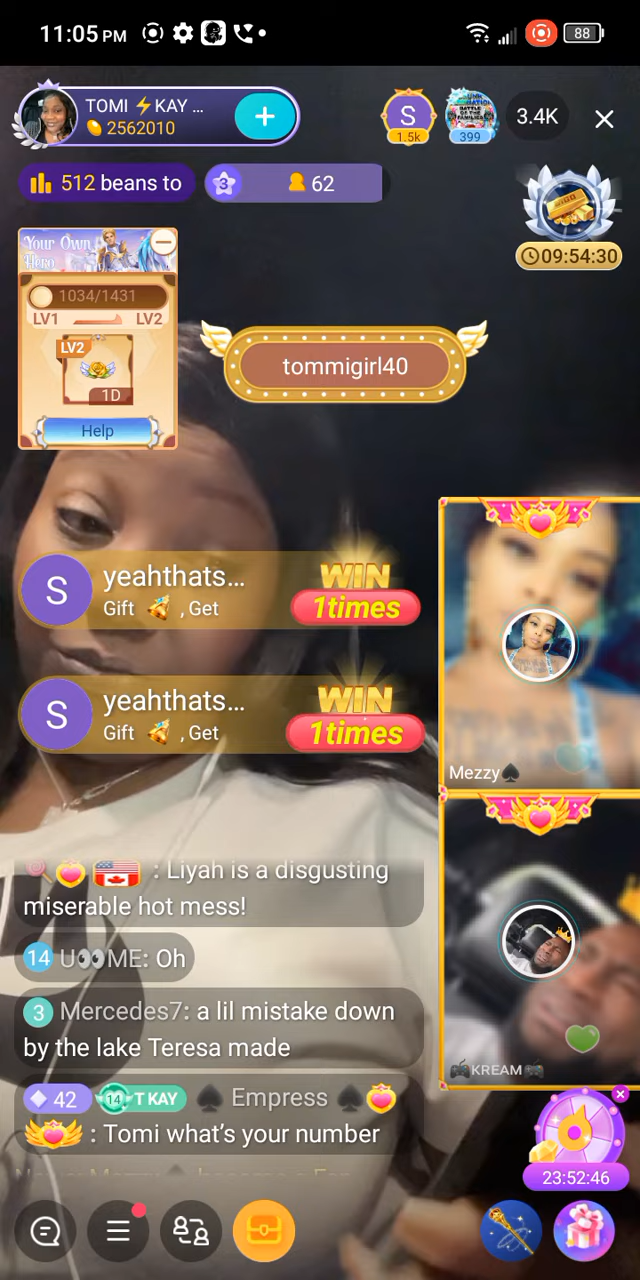 11:05 PM
88
TOMI ⚡KAY ...
2562010
S
1.5k
399
3.4K
512 beans to
3
62
Your Own
Hero
09:54:30
1034/1431
LV1
LV2
LV2
1D
Help
tommigirl40
S
yeahthats...
Gift 🔔 , Get
WIN
1times
S
yeahthats...
Gift 🔔 , Get
WIN
1times
Mezzy♠
: Liyah is a disgusting
miserable hot mess!
14 U👀ME: Oh
3 Mercedes7: a lil mistake down
by the lake Teresa made
🎮KREAM🎮
42 14 T KAY ♠ Empress ♠
: Tomi what's your number
23:52:46